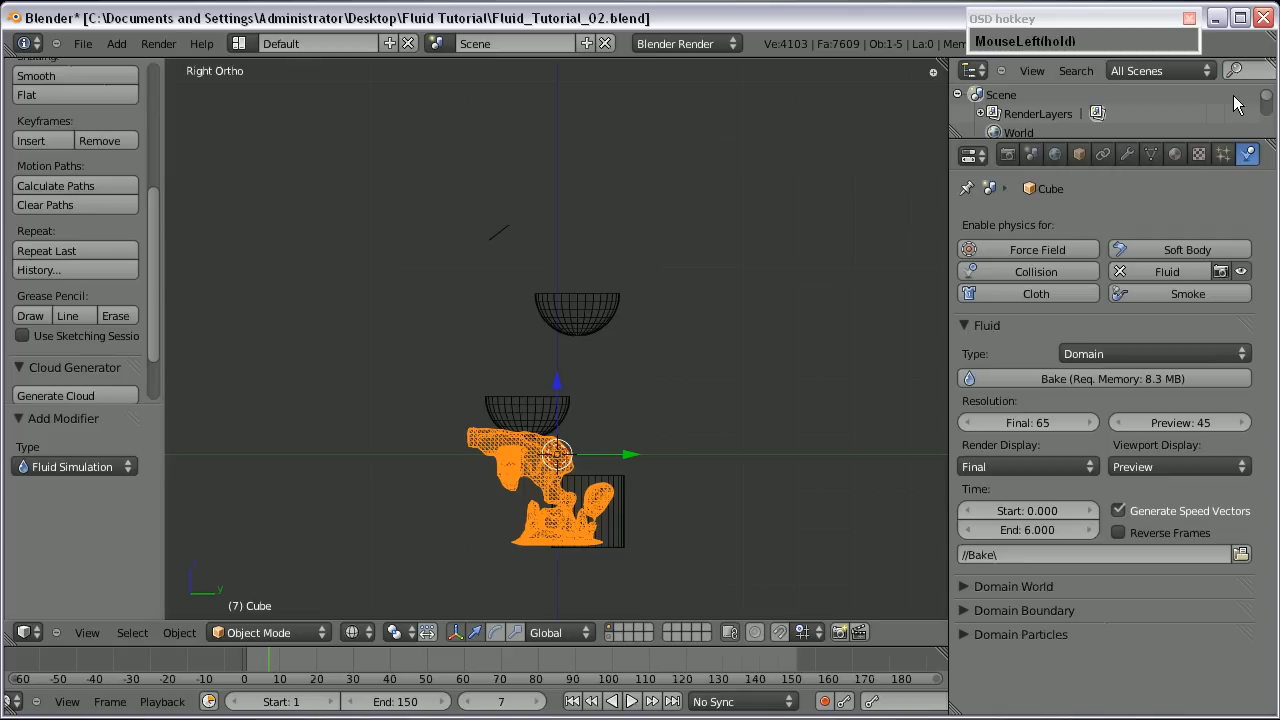 Blender* [C:\Documents and Settings\Administrator\Desktop\Fluid Tutorial\Fluid_Tutorial_02.blend]
OSD hotkey
MouseLeft(hold)
File Add Render Help Default Scene Blender Render Ve:4103 | Fa:7609 | Ob:1-5 | La:0 | Mem
View Search All Scenes
Scene
RenderLayers |
World
Right Ortho
Smooth
Flat
Keyframes:
Insert Remove
Motion Paths:
Calculate Paths
Clear Paths
Repeat:
Repeat Last
History...
Grease Pencil:
Draw Line Erase
Use Sketching Sessio
Cloud Generator
Generate Cloud
Add Modifier
Type
Fluid Simulation
Cube
Enable physics for:
Force Field Soft Body
Collision Fluid
Cloth Smoke
Fluid
Type: Domain
Bake (Req. Memory: 8.3 MB)
Resolution:
Final: 65 Preview: 45
Render Display: Viewport Display:
Final Preview
Time:
Start: 0.000 Generate Speed Vectors
End: 6.000 Reverse Frames
//Bake\
Domain World
Domain Boundary
Domain Particles
z
y
(7) Cube
View Select Object Object Mode Global
-60 -50 -40 -30 -20 -10 0 10 20 30 40 50 60 70 80 90 100 110 120 130 140 150 160 170 180
View Frame Playback Start: 1 End: 150 7 No Sync